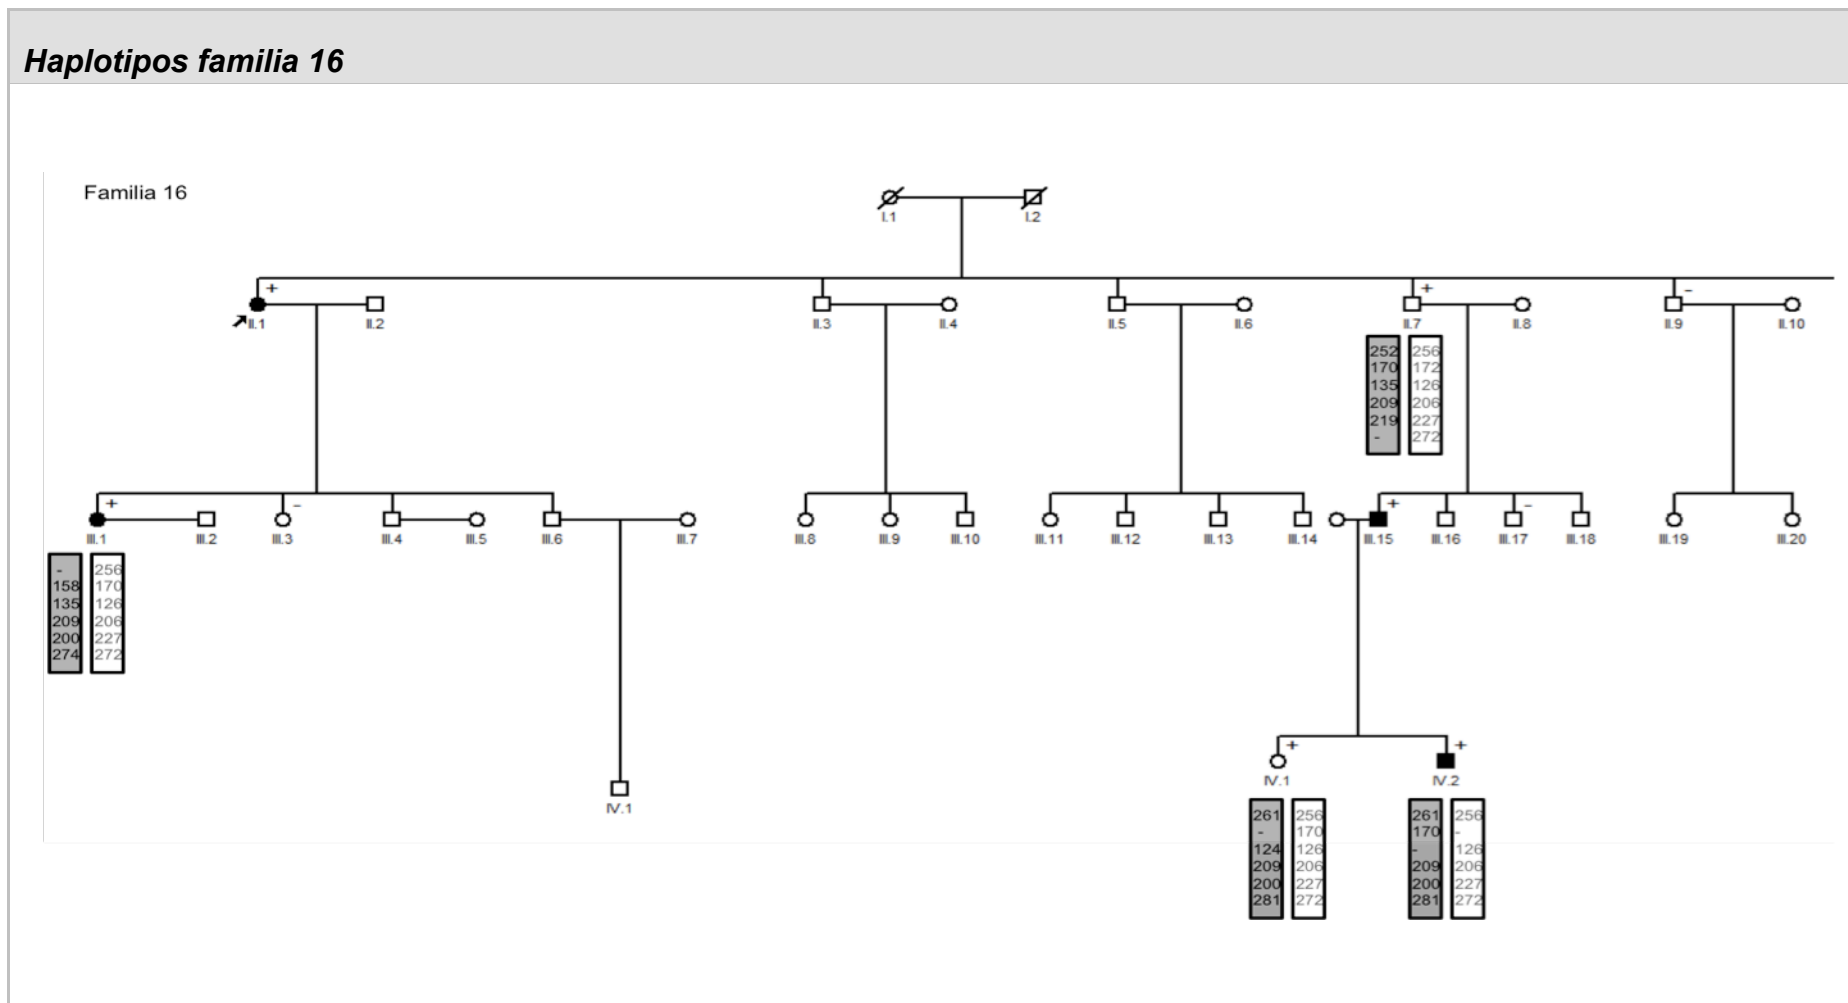 Haplotipos familia 16
Familia 16
I.1 I.2
+ + -
II.1 II.2 II.3 II.4 II.5 II.6 II.7 II.8 II.9 II.10
252 256
170 172
135 126
209 206
219 227
- 272
+ - + -
III.1 III.2 III.3 III.4 III.5 III.6 III.7 III.8 III.9 III.10 III.11 III.12 III.13 III.14 III.15 III.16 III.17 III.18 III.19 III.20
- 256
158 170
135 126
209 206
200 227
274 272
+ +
IV.1 IV.2
IV.1
261 256 261 256
- 170 170 -
124 126 - 126
209 206 209 206
200 227 200 227
281 272 281 272